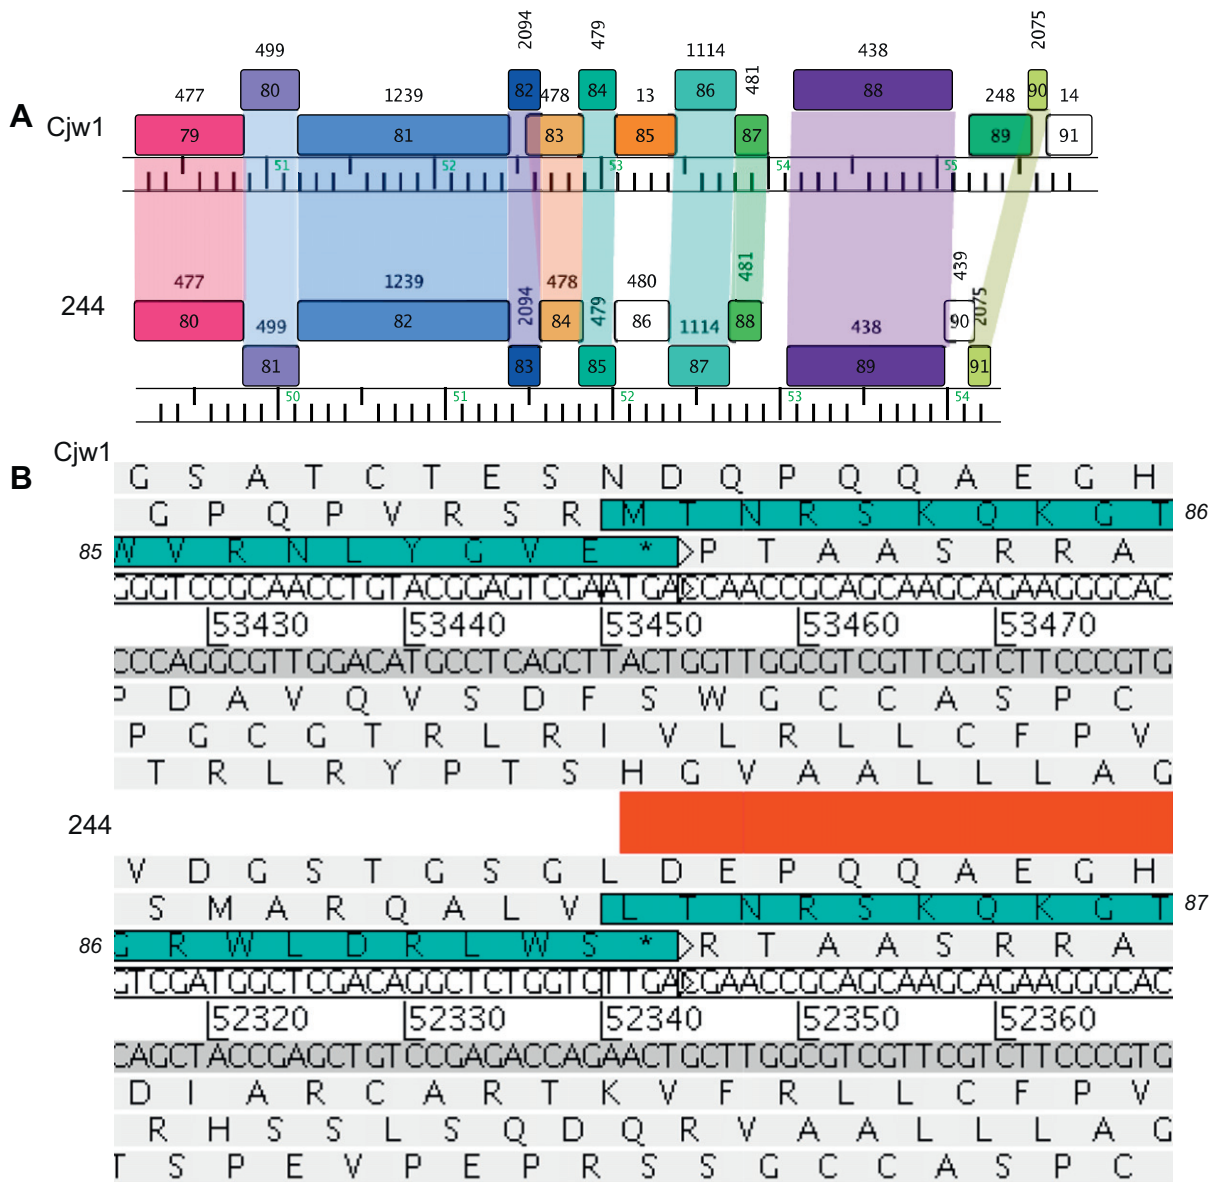 A
Cjw1
477 499 1239 2094 478 479 13 1114 481 438 248 2075 14
79 80 81 82 83 84 85 86 87 88 89 90 91
51 52 53 54 55
244
477 499 1239 2094 478 479 480 1114 481 438 439 2075
80 81 82 83 84 85 86 87 88 89 90 91
50 51 52 53 54
B
Cjw1
G S A T C T E S N D Q P Q Q A E G H
G P Q P V R S R M T N R S K Q K G T 86
85 W V R N L Y G V E * P T A A S R R A
GGGTCCGCAACCTGTACGGAGTCGAATGACCAACCGCAGCAAGCAGAAGGGCAC
53430 53440 53450 53460 53470
CCCAGGCGTTGGACATGCCTCAGCTTACTGGTTGGCGTCGTTCGTCTTCCCGTG
P D A V Q V S D F S W G C C A S P C
P G C G T R L R I V L R L L C F P V
T R L R Y P T S H G V A A L L L A G
244
V D G S T G S G L D E P Q Q A E G H
S M A R Q A L V L T N R S K Q K G T 87
86 G R W L D R L W S * R T A A S R R A
GTCGATGGCTCGACAGGCTCTGGTGTTGACGAACCGCAGCAAGCAGAAGGGCAC
52320 52330 52340 52350 52360
CAGCTACCGAGCTGTCCGAGACCAGAACTGCTTGGCGTCGTTCGTCTTCCCGTG
D I A R C A R T K V F R L L C F P V
R H S S L S Q D Q R V A A L L L A G
T S P E V P E P R S S G C C A S P C